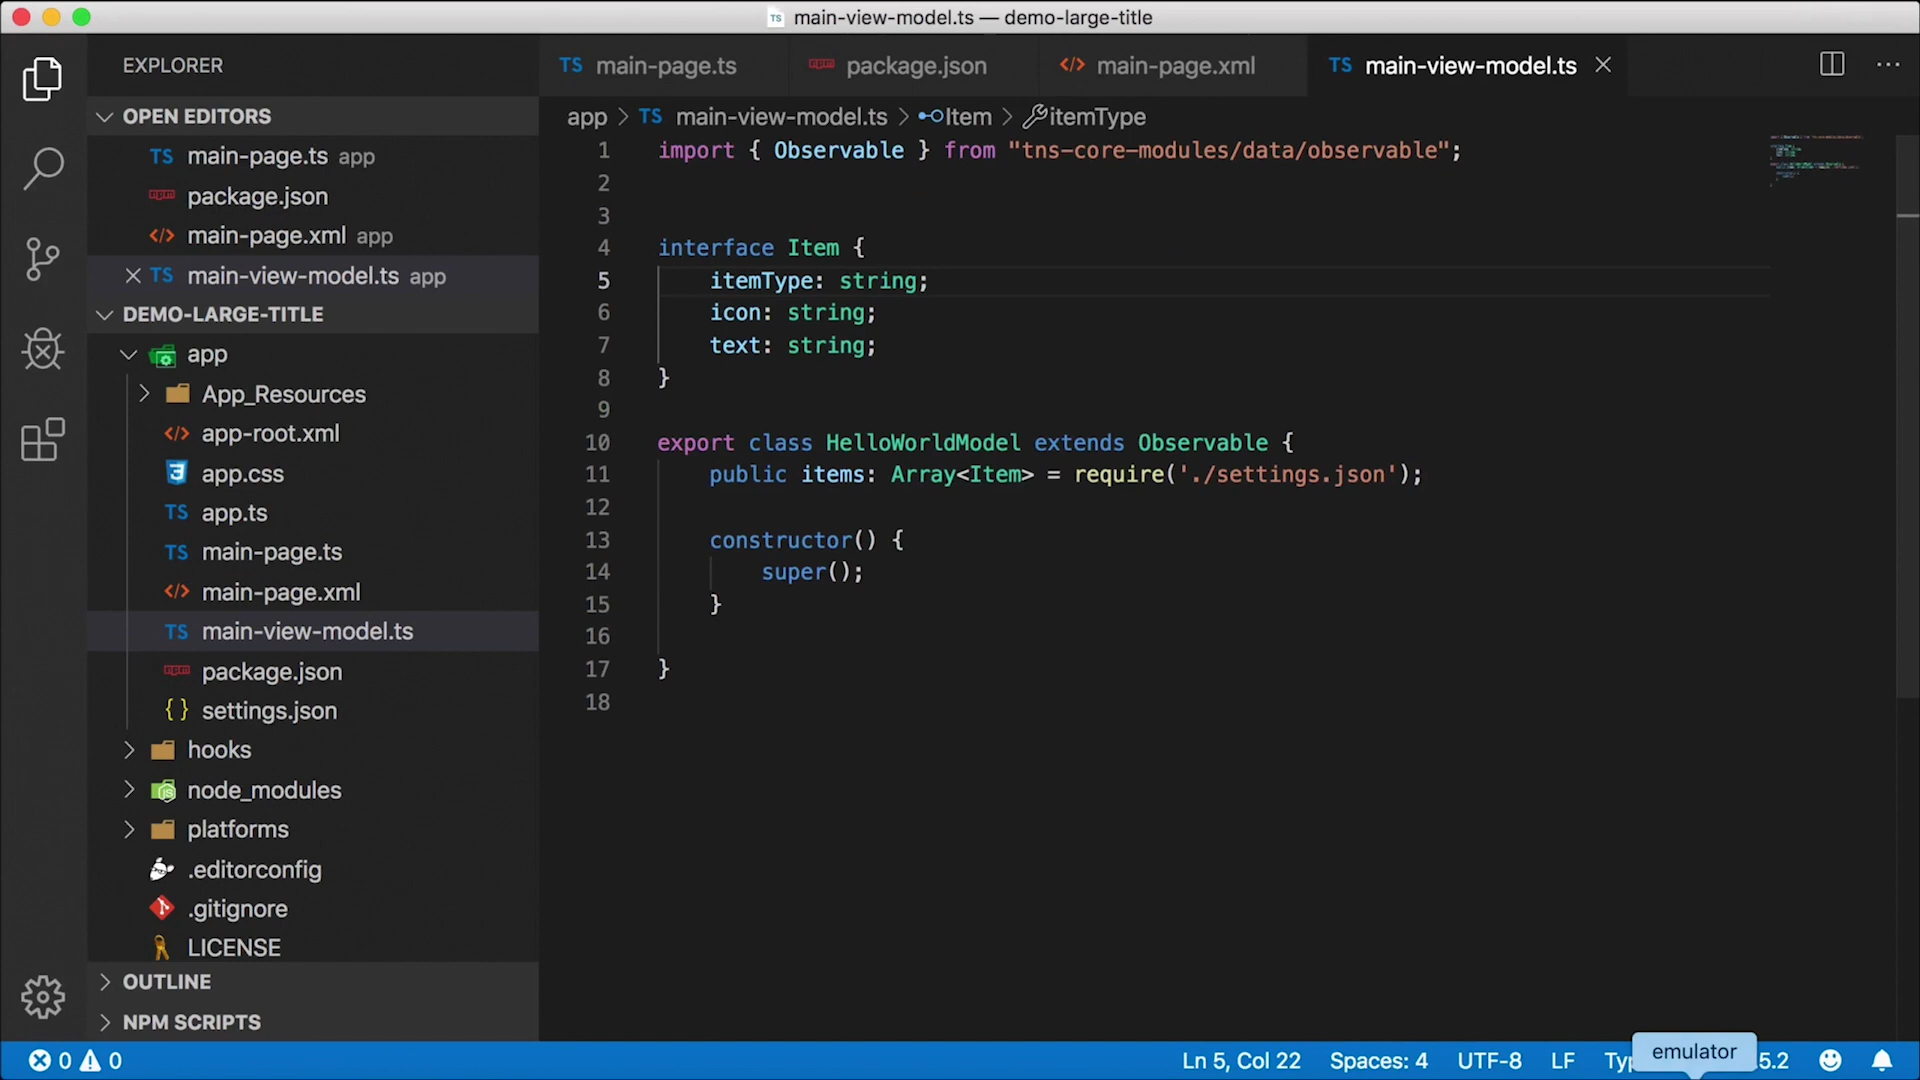 main-view-model.ts — demo-large-title
EXPLORER
OPEN EDITORS
TS main-page.ts app
package.json
</> main-page.xml app
TS main-view-model.ts app
DEMO-LARGE-TITLE
app
App_Resources
</> app-root.xml
app.css
TS app.ts
TS main-page.ts
</> main-page.xml
TS main-view-model.ts
package.json
{ } settings.json
hooks
node_modules
platforms
.editorconfig
.gitignore
LICENSE
OUTLINE
NPM SCRIPTS
TS main-page.ts package.json </> main-page.xml TS main-view-model.ts
app > TS main-view-model.ts > Item > itemType
1 import { Observable } from "tns-core-modules/data/observable";
2
3
4 interface Item {
5 itemType: string;
6 icon: string;
7 text: string;
8 }
9
10 export class HelloWorldModel extends Observable {
11 public items: Array<Item> = require('./settings.json');
12
13 constructor() {
14 super();
15 }
16
17 }
18
0 0 Ln 5, Col 22 Spaces: 4 UTF-8 LF 5.2
emulator